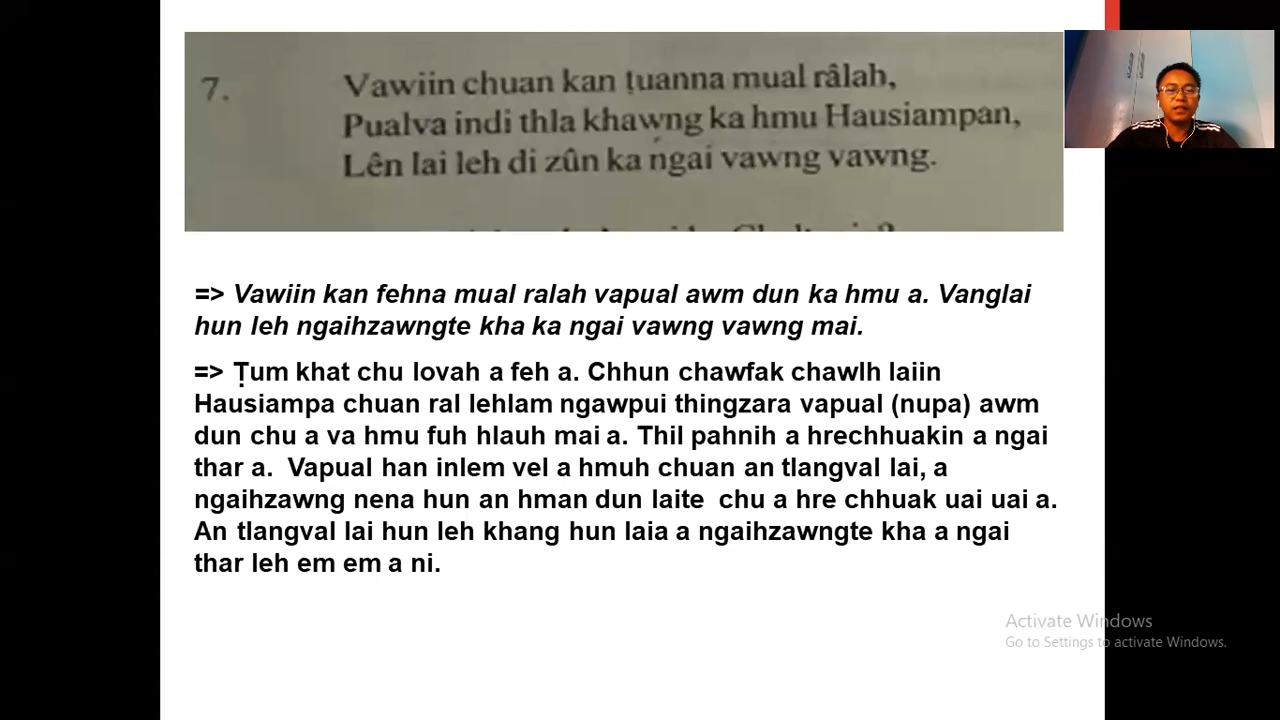 7.
Vawiin chuan kan ṭuanna mual râlah,
Pualva indi thla khawng ka hmu Hausiampan,
Lên lai leh di zûn ka ngai vawng vawng.
=> Vawiin kan fehna mual ralah vapual awm dun ka hmu a. Vanglai
hun leh ngaihzawngte kha ka ngai vawng vawng mai.
=> Ṭum khat chu lovah a feh a. Chhun chawfak chawlh laiin
Hausiampa chuan ral lehlam ngawpui thingzara vapual (nupa) awm
dun chu a va hmu fuh hlauh mai a. Thil pahnih a hrechhuakin a ngai
thar a. Vapual han inlem vel a hmuh chuan an tlangval lai, a
ngaihzawng nena hun an hman dun laite chu a hre chhuak uai uai a.
An tlangval lai hun leh khang hun laia a ngaihzawngte kha a ngai
thar leh em em a ni.
Activate Windows
Go to Settings to activate Windows.